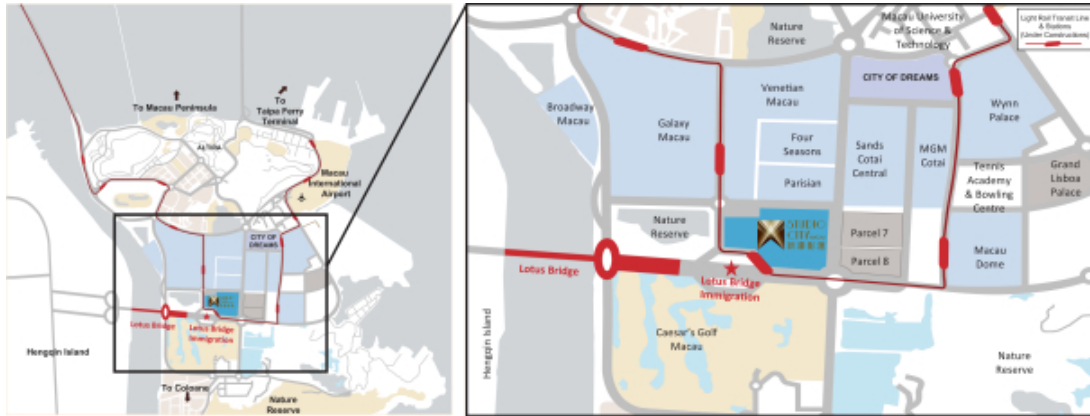 To Macau Peninsula
To
Taipa Ferry
Terminal
ALTIRA
Macau
International
Airport
CITY OF
DREAMS
Lotus Bridge
Lotus Bridge
Immigration
Hengqin Island
To Coloane
Nature
Reserve
Nature
Reserve
Macau University
of Science &
Technology
Light Rail Transit Line
& Stations
(Under Constructions)
CITY OF DREAMS
Broadway
Macau
Galaxy
Macau
Venetian
Macau
Four
Seasons
Parisian
Sands
Cotai
Central
MGM
Cotai
Wynn
Palace
Tennis
Academy
& Bowling
Centre
Grand
Lisboa
Palace
Nature
Reserve
STUDIO
CITY
Parcel 7
Parcel 8
Macau
Dome
Lotus Bridge
Lotus Bridge
Immigration
Caesar's Golf
Macau
Hengqin Island
Nature
Reserve